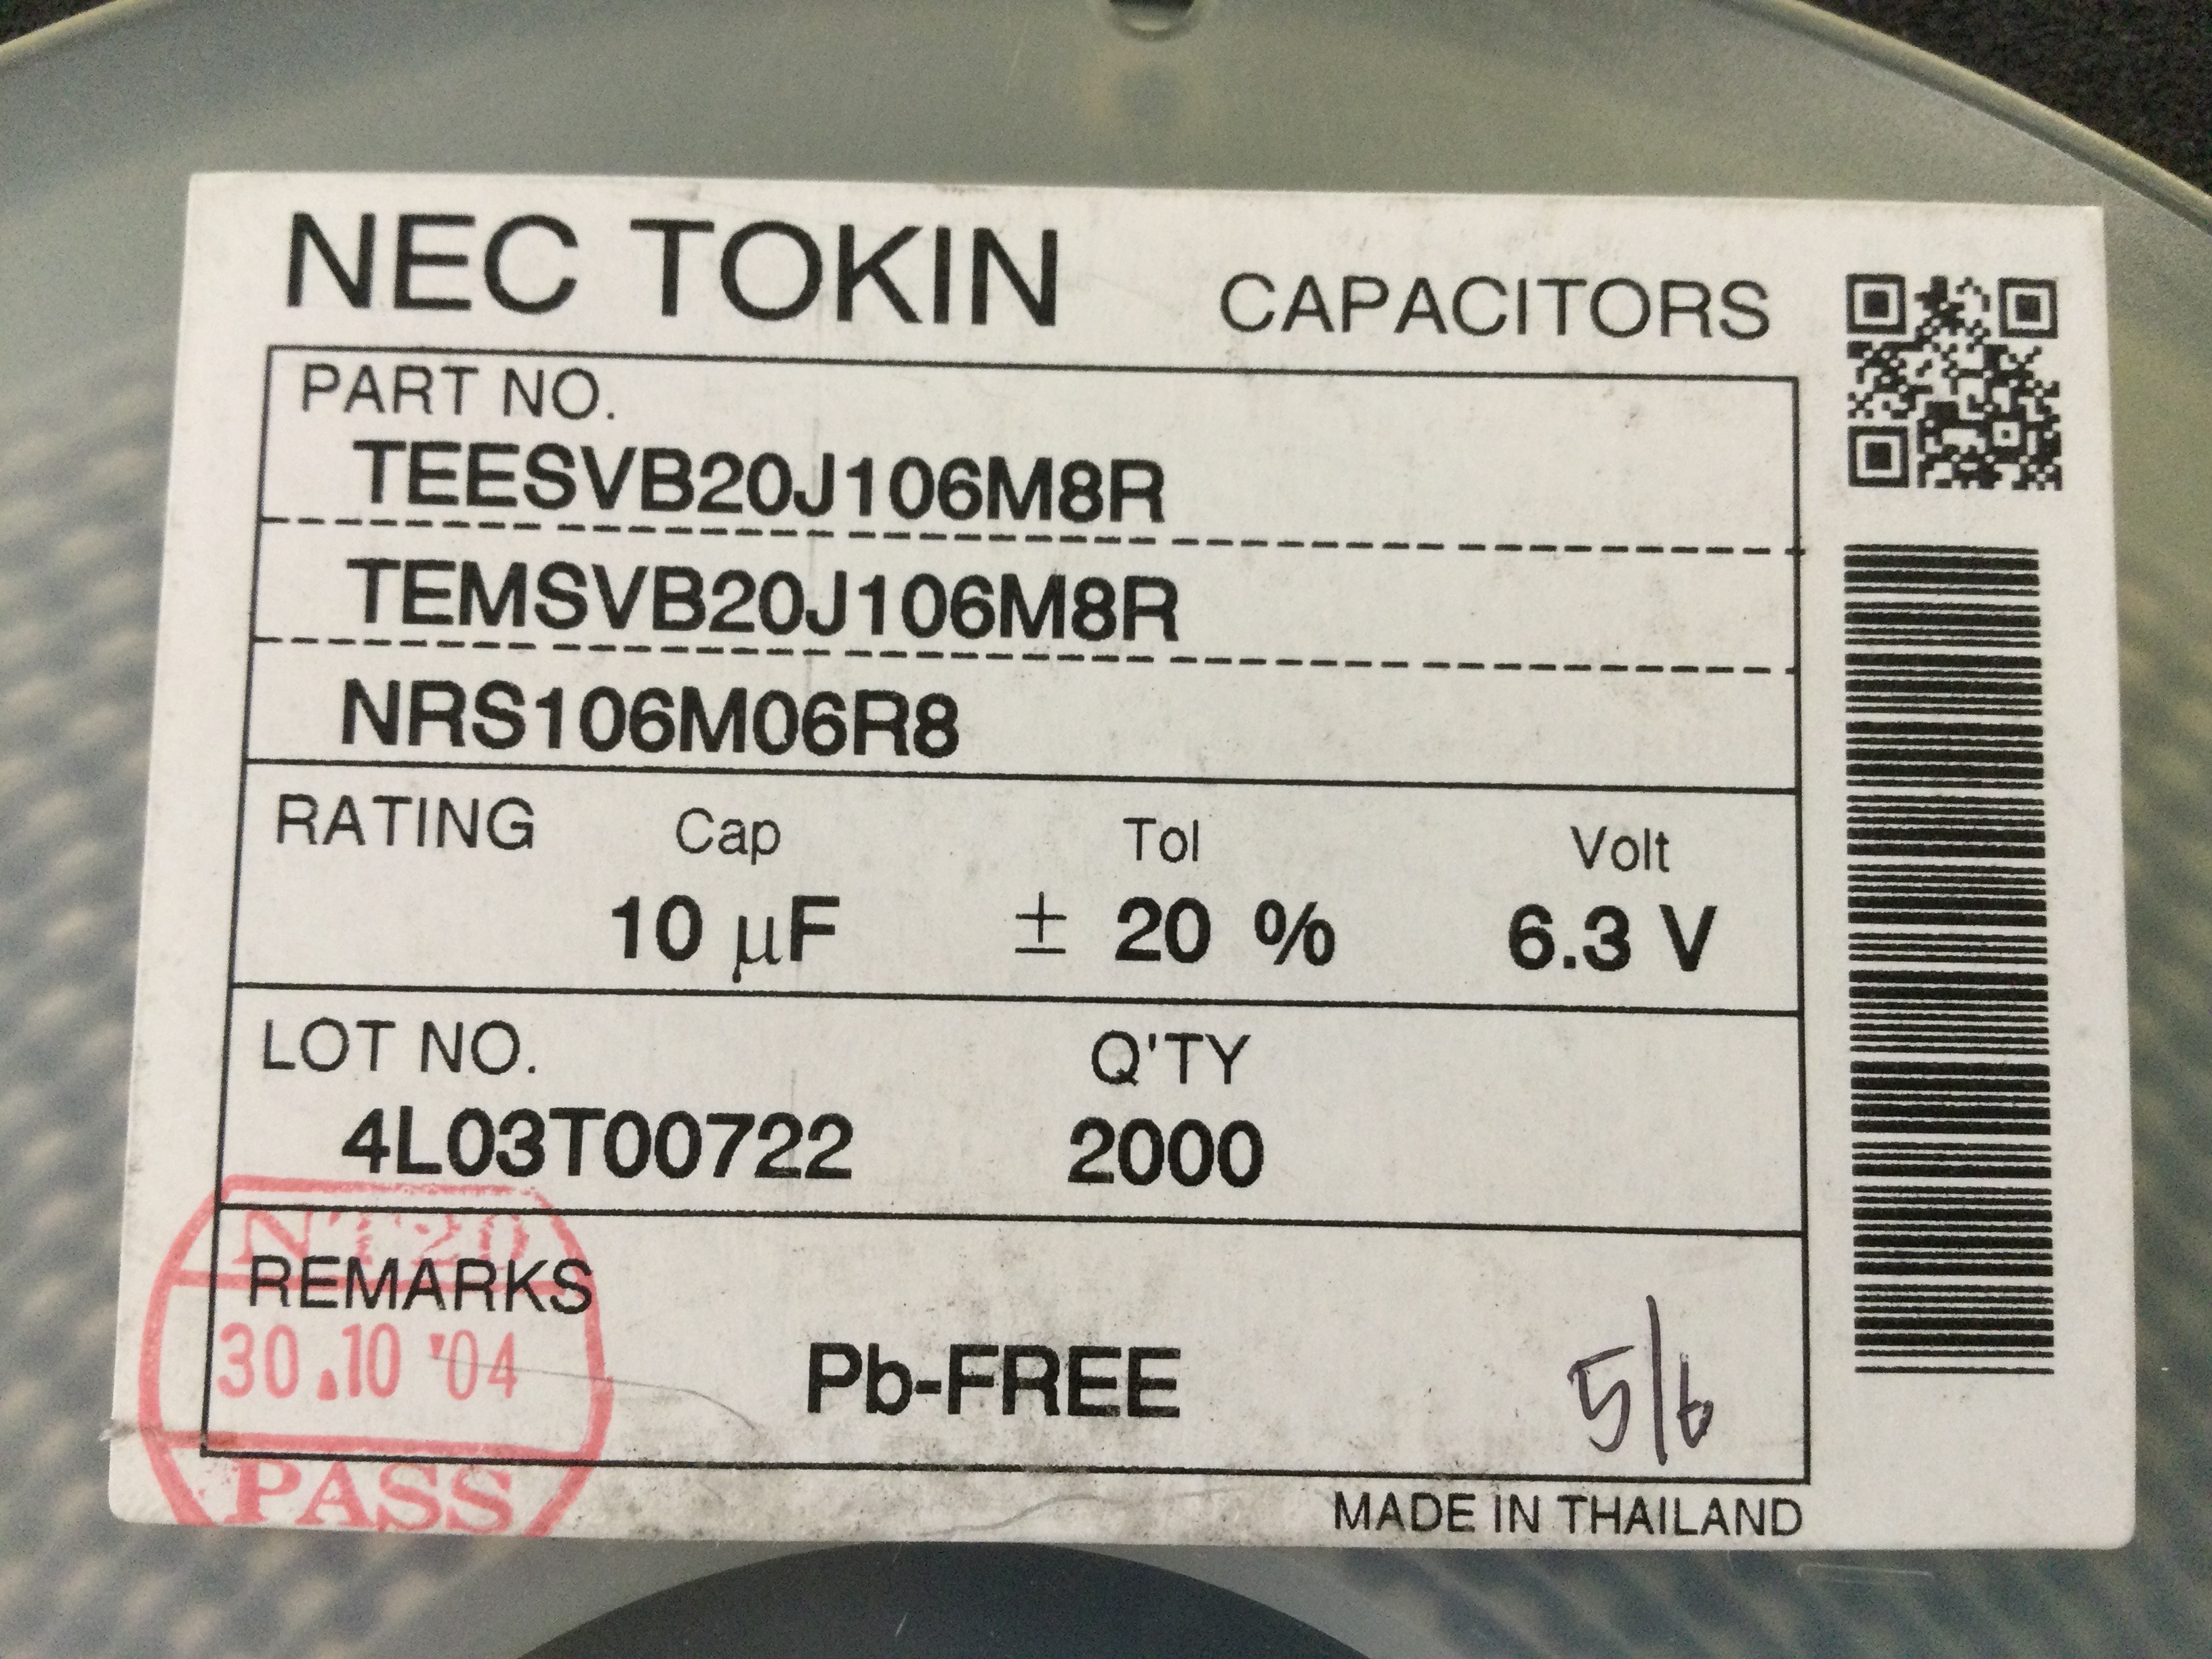 NEC TOKIN CAPACITORS
PART NO.
TEESVB20J106M8R
TEMSVB20J106M8R
NRS106M06R8
RATING Cap Tol Volt
10 µF ± 20 % 6.3 V
LOT NO. Q'TY
4L03T00722 2000
NT20
REMARKS
30.10 '04
Pb-FREE 5/6
PASS
MADE IN THAILAND